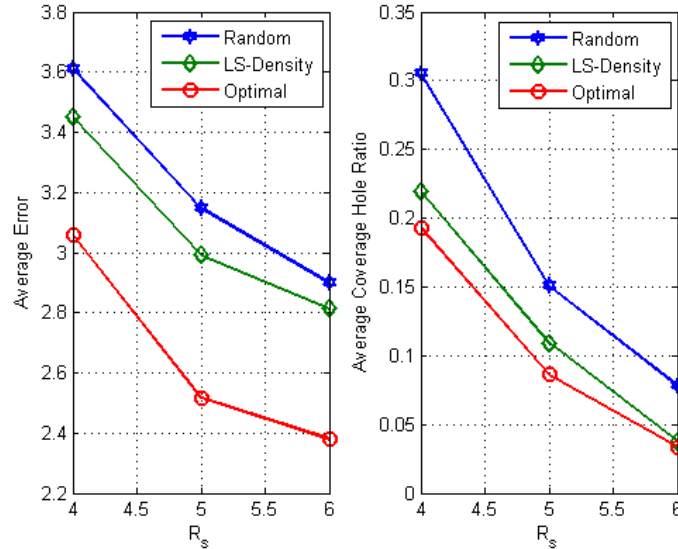 3.8
3.6
3.4
3.2
3
2.8
2.6
2.4
2.2
Average Error
4
4.5
5
5.5
6
R_s
Random
LS-Density
Optimal
0.35
0.3
0.25
0.2
0.15
0.1
0.05
0
Average Coverage Hole Ratio
4
4.5
5
5.5
6
R_s
Random
LS-Density
Optimal